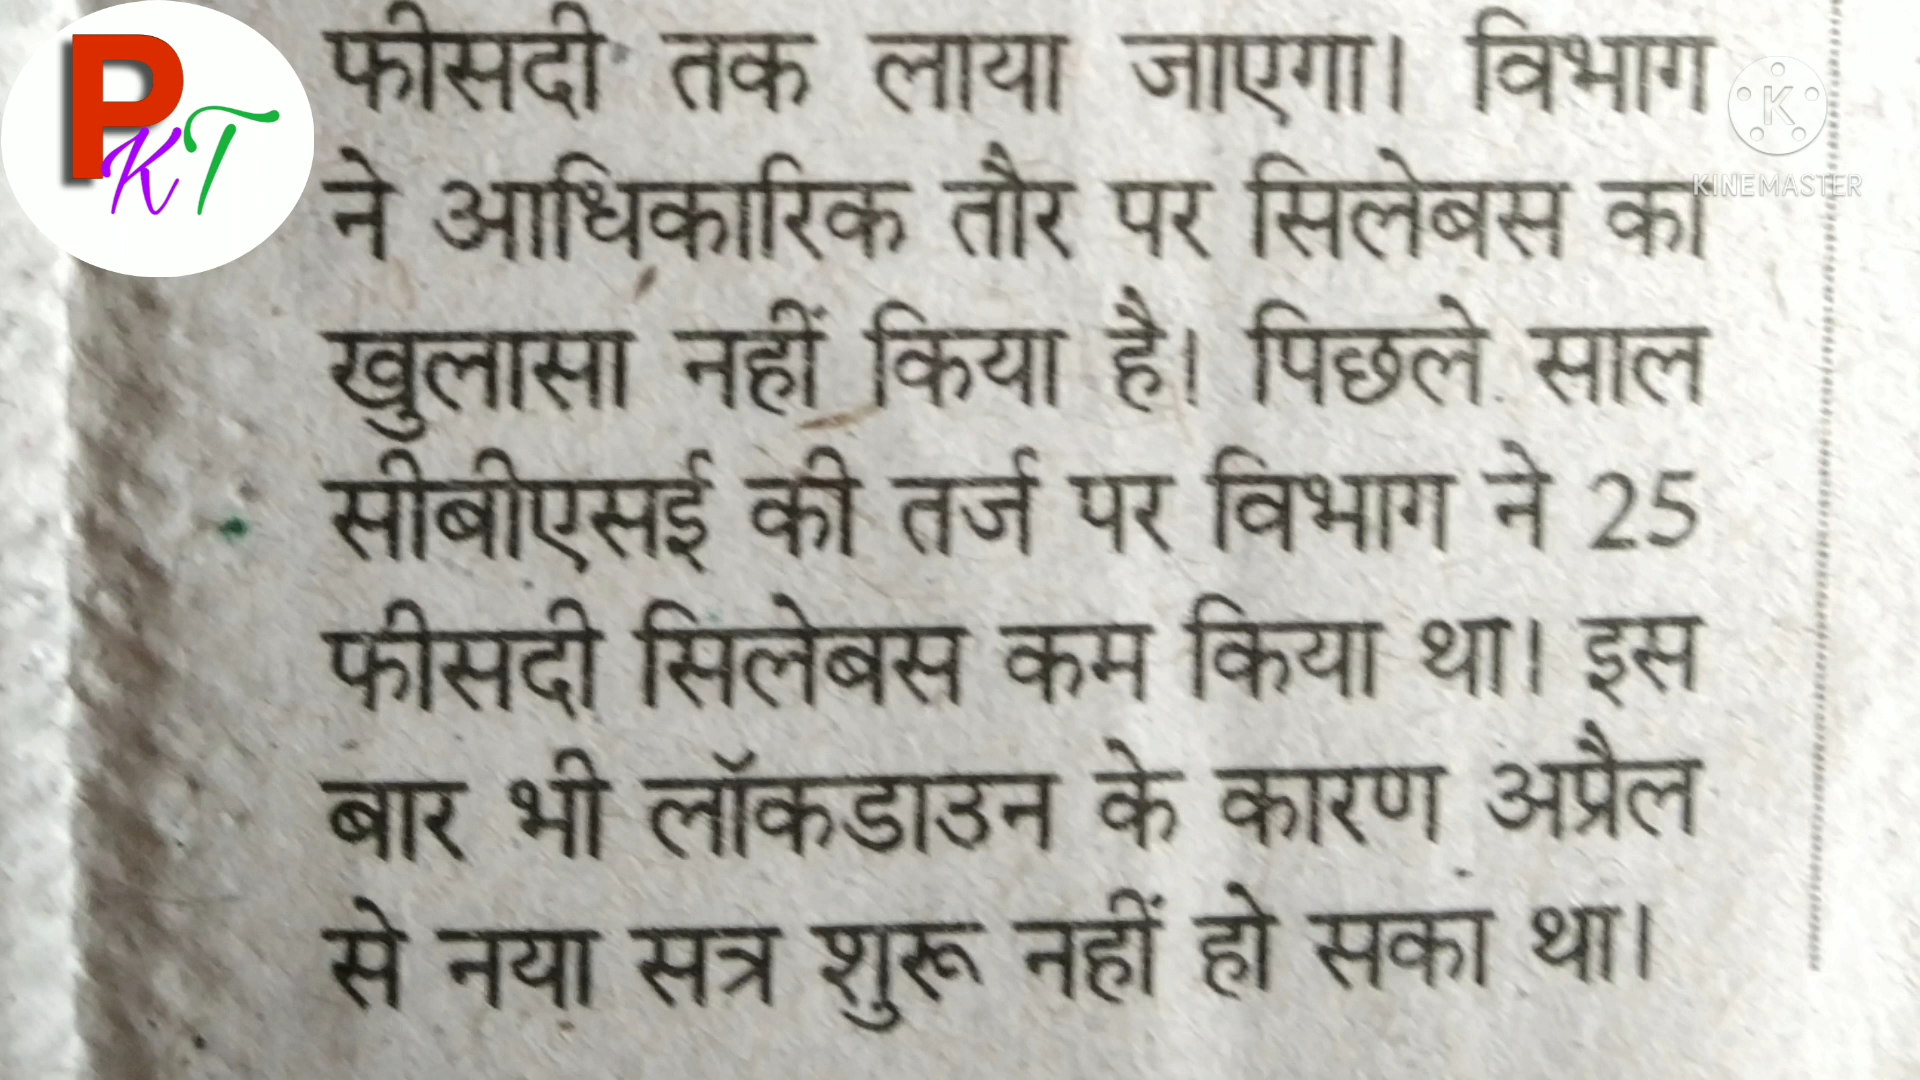 PKT
फीसदी तक लाया जाएगा। विभाग
K
KINEMASTER
ने आधिकारिक तौर पर सिलेबस का
खुलासा नहीं किया है। पिछले साल
सीबीएसई की तर्ज पर विभाग ने 25
फीसदी सिलेबस कम किया था। इस
बार भी लॉकडाउन के कारण अप्रैल
से नया सत्र शुरू नहीं हो सका था।